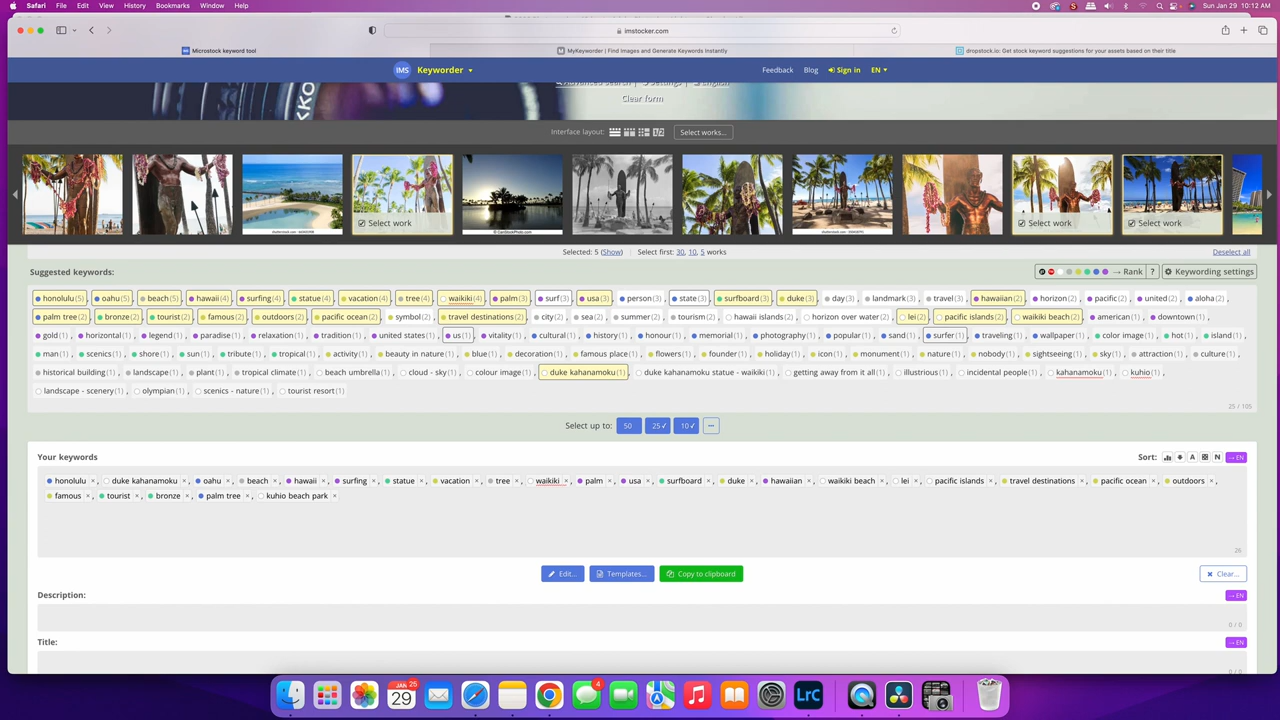 Safari File Edit View History Bookmarks Window Help Sun Jan 29 10:12 AM
imstocker.com
Microstock keyword tool MyKeyworder | Find Images and Generate Keywords Instantly dropstock.io: Get stock keyword suggestions for your assets based on their title
IMS Keyworder Feedback Blog Sign in EN
Advanced search Settings English
Clear form
Interface layout: Select works...
Select work Select work Select work
Selected: 5 (Show) Select first: 30, 10, 5 works Deselect all
Suggested keywords: → Rank ? Keywording settings
honolulu(5), oahu(5), beach(5), hawaii(4), surfing(4), statue(4), vacation(4), tree(4), waikiki(4), palm(3), surf(3), usa(3), person(3), state(3), surfboard(3), duke(3), day(3), landmark(3), travel(3), hawaiian(2), horizon(2), pacific(2), united(2), aloha(2),
palm tree(2), bronze(2), tourist(2), famous(2), outdoors(2), pacific ocean(2), symbol(2), travel destinations(2), city(2), sea(2), summer(2), tourism(2), hawaii islands(2), horizon over water(2), lei(2), pacific islands(2), waikiki beach(2), american(1), downtown(1),
gold(1), horizontal(1), legend(1), paradise(1), relaxation(1), tradition(1), united states(1), us(1), vitality(1), cultural(1), history(1), honour(1), memorial(1), photography(1), popular(1), sand(1), surfer(1), traveling(1), wallpaper(1), color image(1), hot(1), island(1),
man(1), scenics(1), shore(1), sun(1), tribute(1), tropical(1), activity(1), beauty in nature(1), blue(1), decoration(1), famous place(1), flowers(1), founder(1), holiday(1), icon(1), monument(1), nature(1), nobody(1), sightseeing(1), sky(1), attraction(1), culture(1),
historical building(1), landscape(1), plant(1), tropical climate(1), beach umbrella(1), cloud - sky(1), colour image(1), duke kahanamoku(1), duke kahanamoku statue - waikiki(1), getting away from it all(1), illustrious(1), incidental people(1), kahanamoku(1), kuhio(1),
landscape - scenery(1), olympian(1), scenics - nature(1), tourist resort(1)
25 / 105
Select up to: 50 25✓ 10✓ ···
Your keywords Sort: A N → EN
honolulu ×, duke kahanamoku ×, oahu ×, beach ×, hawaii ×, surfing ×, statue ×, vacation ×, tree ×, waikiki ×, palm ×, usa ×, surfboard ×, duke ×, hawaiian ×, waikiki beach ×, lei ×, pacific islands ×, travel destinations ×, pacific ocean ×, outdoors ×,
famous ×, tourist ×, bronze ×, palm tree ×, kuhio beach park ×
26
Edit... Templates... Copy to clipboard × Clear...
Description: → EN
0 / 0
Title: → EN
0 / 0
JAN 25 29 4 LrC